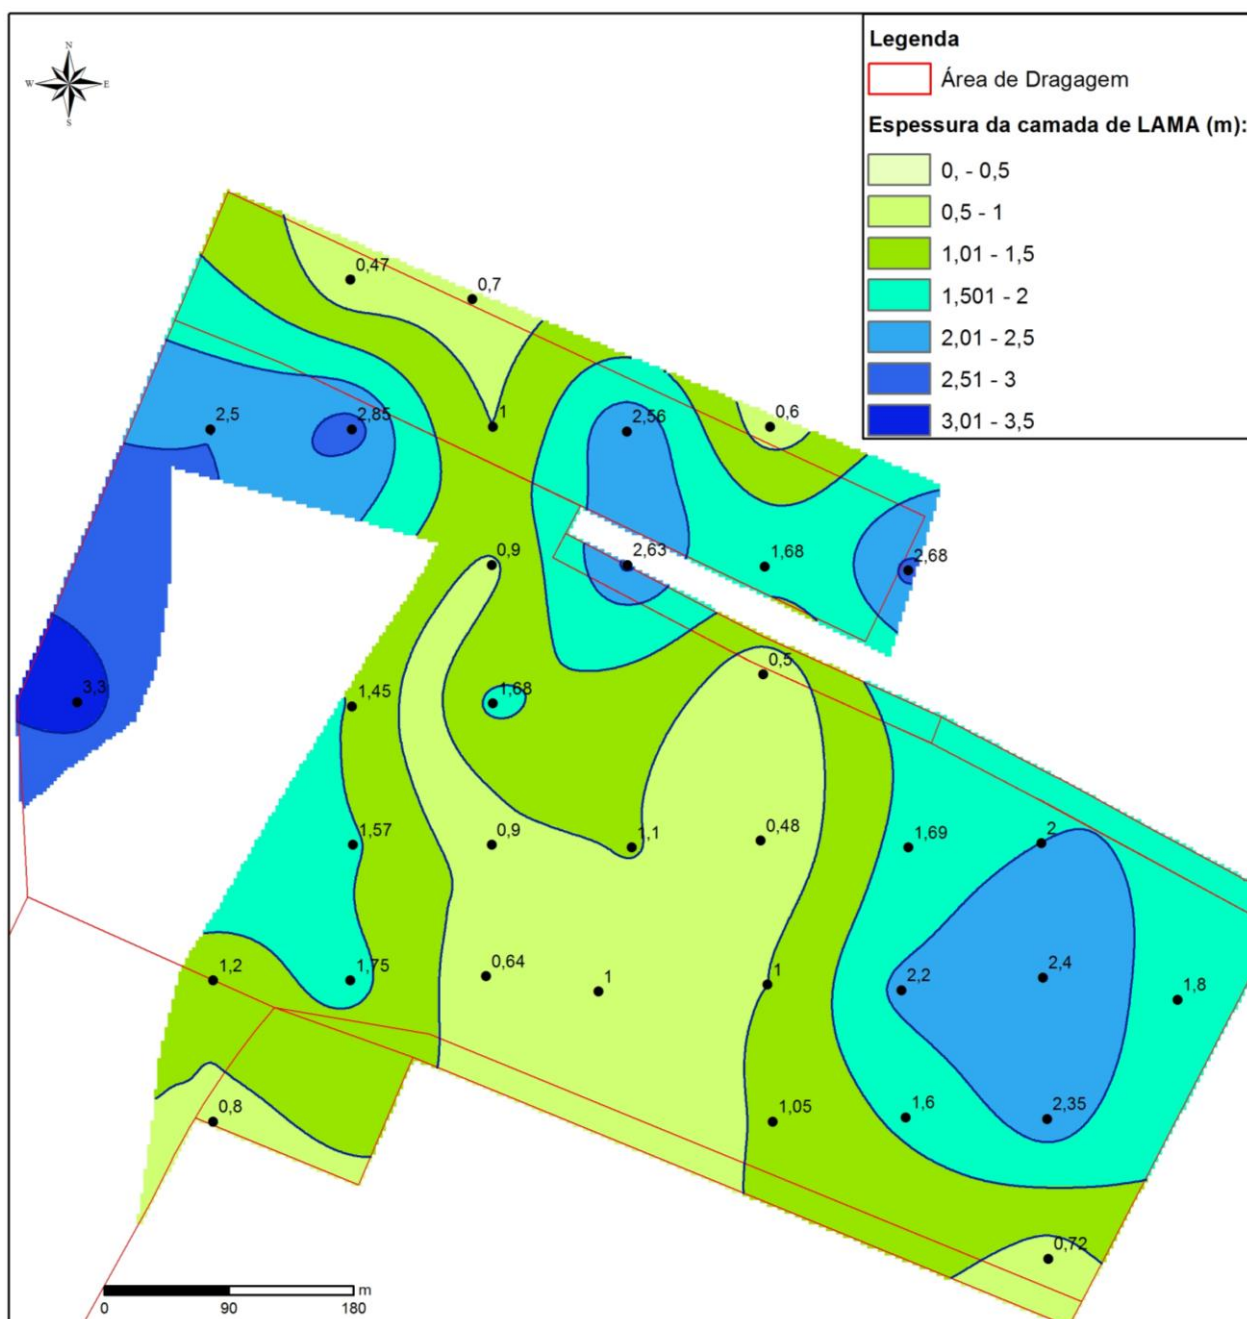 Legenda
Área de Dragagem
Espessura da camada de LAMA (m):
0, - 0,5
0,5 - 1
1,01 - 1,5
1,501 - 2
2,01 - 2,5
2,51 - 3
3,01 - 3,5
N
W E
S
0,47
0,7
2,5
2,85
1
2,56
0,6
0,9
2,63
1,68
2,68
3,3
1,45
1,68
0,5
1,57
0,9
1,1
0,48
1,69
2
1,2
1,75
0,64
1
1
2,2
2,4
1,8
0,8
1,05
1,6
2,35
0,72
m
0 90 180